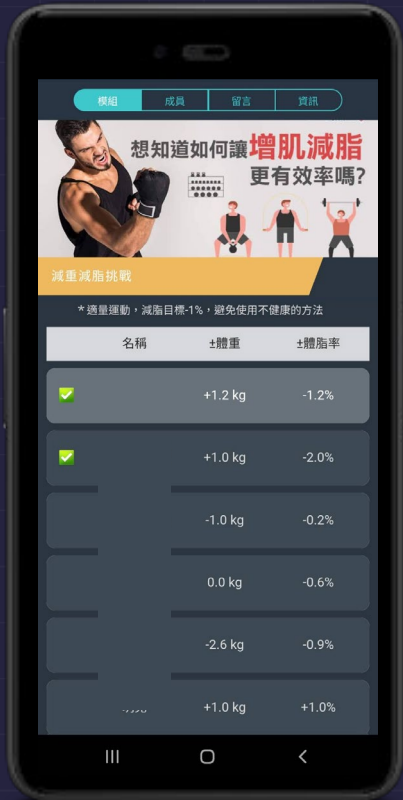 模組 成員 留言 資訊
想知道如何讓增肌減脂
更有效率嗎?
減重減脂挑戰
*適量運動，減脂目標-1%，避免使用不健康的方法
名稱 ±體重 ±體脂率
+1.2 kg -1.2%
+1.0 kg -2.0%
-1.0 kg -0.2%
0.0 kg -0.6%
-2.6 kg -0.9%
+1.0 kg +1.0%